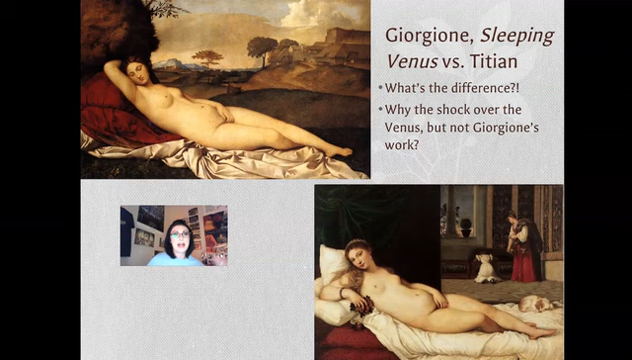 Giorgione, Sleeping
Venus vs. Titian
•What's the difference?!
•Why the shock over the
Venus, but not Giorgione's
work?